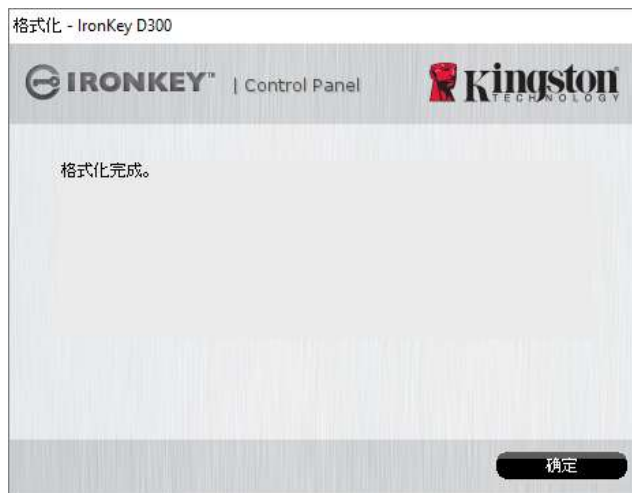 格式化 - IronKey D300
IRONKEY™ | Control Panel
Kingston
TECHNOLOGY
格式化完成。
确定